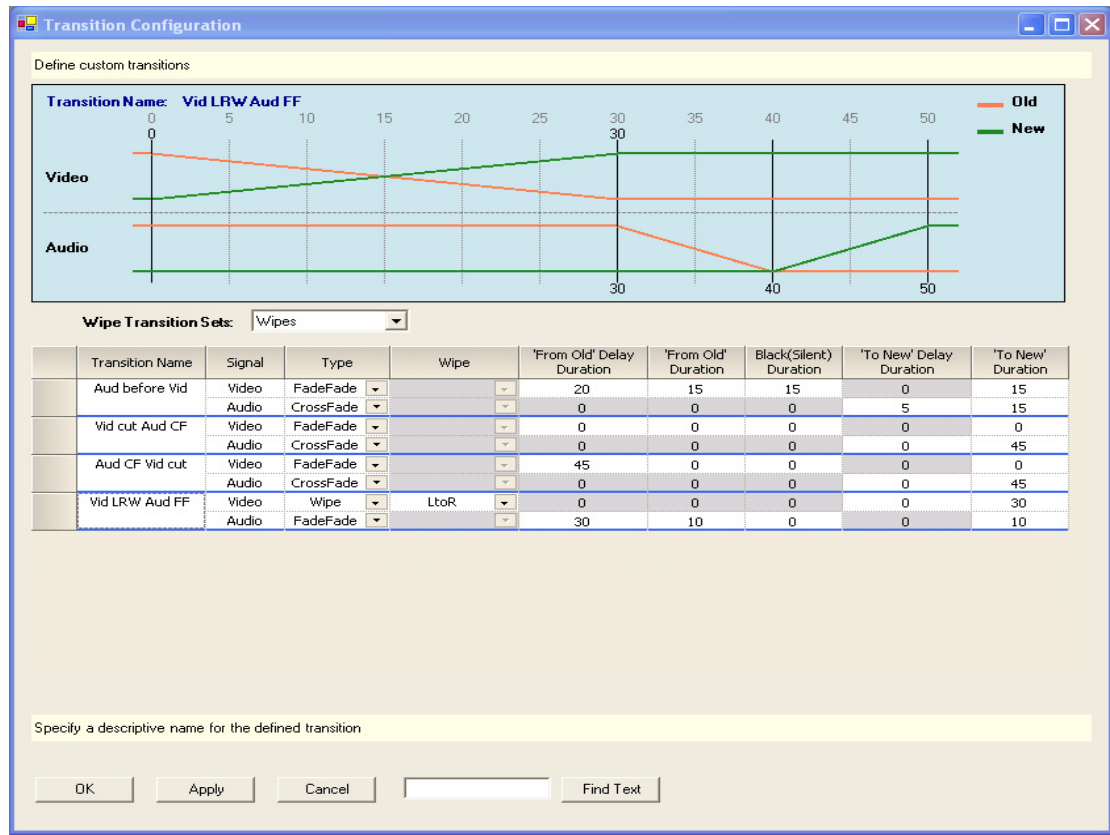 Transition Configuration
Define custom transitions
Transition Name: Vid LRW Aud FF
Old
New
0 5 10 15 20 25 30 35 40 45 50
0 30
Video
Audio
30 40 50
Wipe Transition Sets: Wipes
Transition Name Signal Type Wipe 'From Old' Delay Duration 'From Old' Duration Black(Silent) Duration 'To New' Delay Duration 'To New' Duration
Aud before Vid Video FadeFade 20 15 15 0 15
Audio CrossFade 0 0 0 5 15
Vid cut Aud CF Video FadeFade 0 0 0 0 0
Audio CrossFade 0 0 0 0 45
Aud CF Vid cut Video FadeFade 45 0 0 0 0
Audio CrossFade 0 0 0 0 45
Vid LRW Aud FF Video Wipe LtoR 0 0 0 0 30
Audio FadeFade 30 10 0 0 10
Specify a descriptive name for the defined transition
OK Apply Cancel Find Text